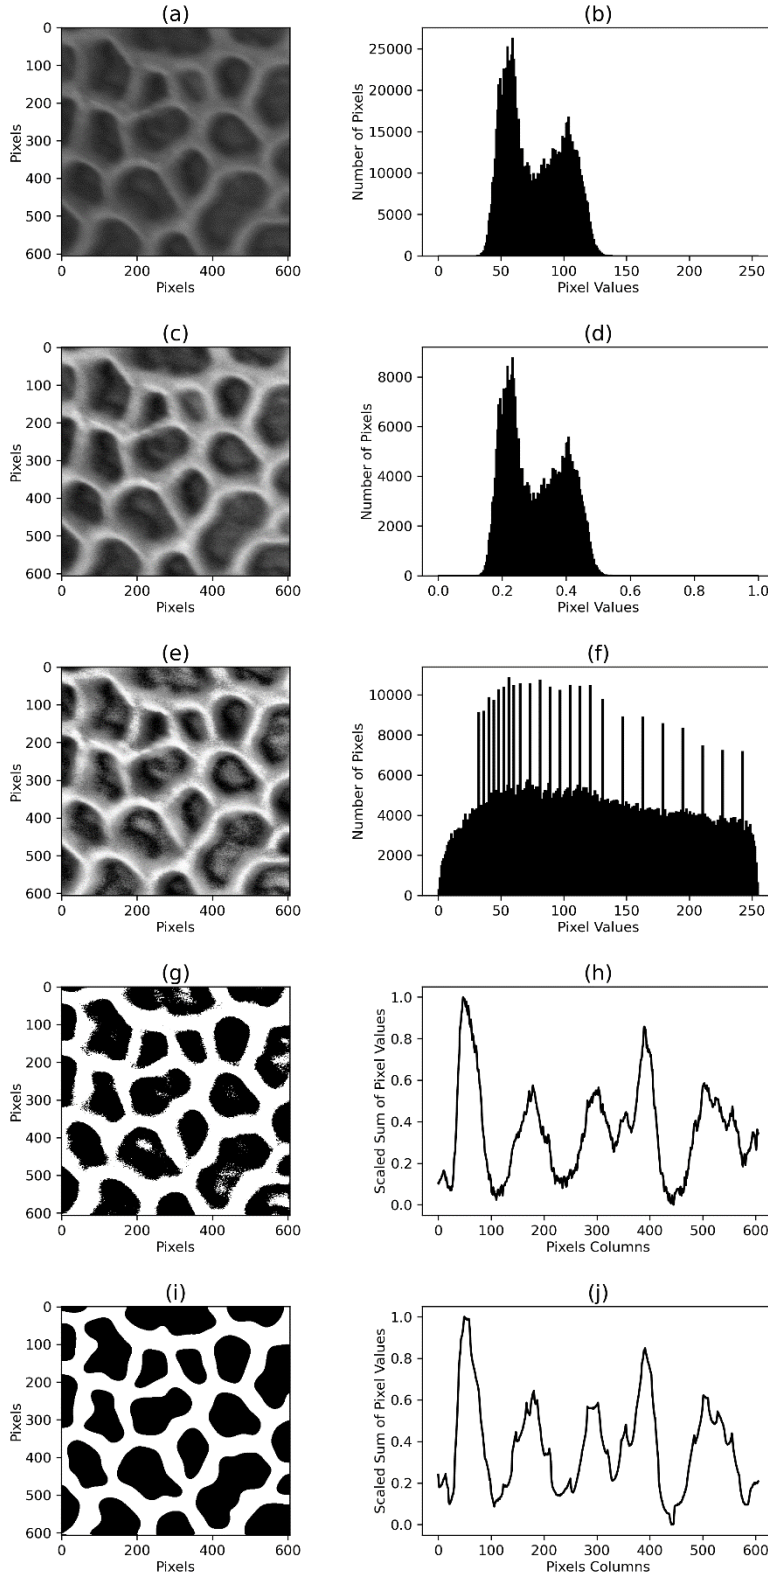 (a)
(b)
0
100
200
300
400
500
600
Pixels
0 200 400 600
Pixels
25000
20000
15000
10000
5000
0
Number of Pixels
0 50 100 150 200 250
Pixel Values
(c)
(d)
0
100
200
300
400
500
600
Pixels
0 200 400 600
Pixels
8000
6000
4000
2000
0
Number of Pixels
0.0 0.2 0.4 0.6 0.8 1.0
Pixel Values
(e)
(f)
0
100
200
300
400
500
600
Pixels
0 200 400 600
Pixels
10000
8000
6000
4000
2000
0
Number of Pixels
0 50 100 150 200 250
Pixel Values
(g)
(h)
0
100
200
300
400
500
600
Pixels
0 200 400 600
Pixels
1.0
0.8
0.6
0.4
0.2
0.0
Scaled Sum of Pixel Values
0 100 200 300 400 500 600
Pixels Columns
(i)
(j)
0
100
200
300
400
500
600
Pixels
0 200 400 600
Pixels
1.0
0.8
0.6
0.4
0.2
0.0
Scaled Sum of Pixel Values
0 100 200 300 400 500 600
Pixels Columns